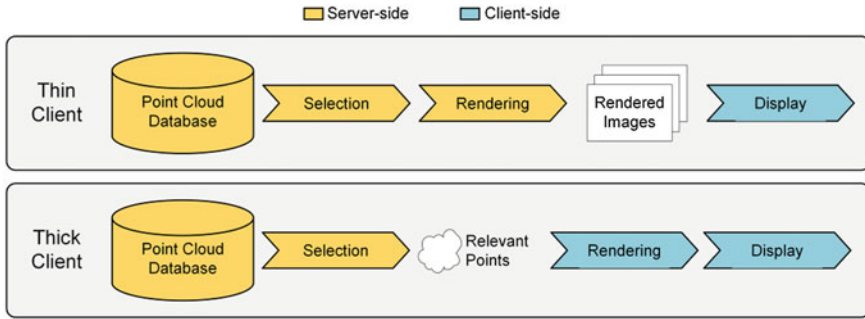 Server-side
Client-side
Thin
Client
Point Cloud
Database
Selection
Rendering
Rendered
Images
Display
Thick
Client
Point Cloud
Database
Selection
Relevant
Points
Rendering
Display